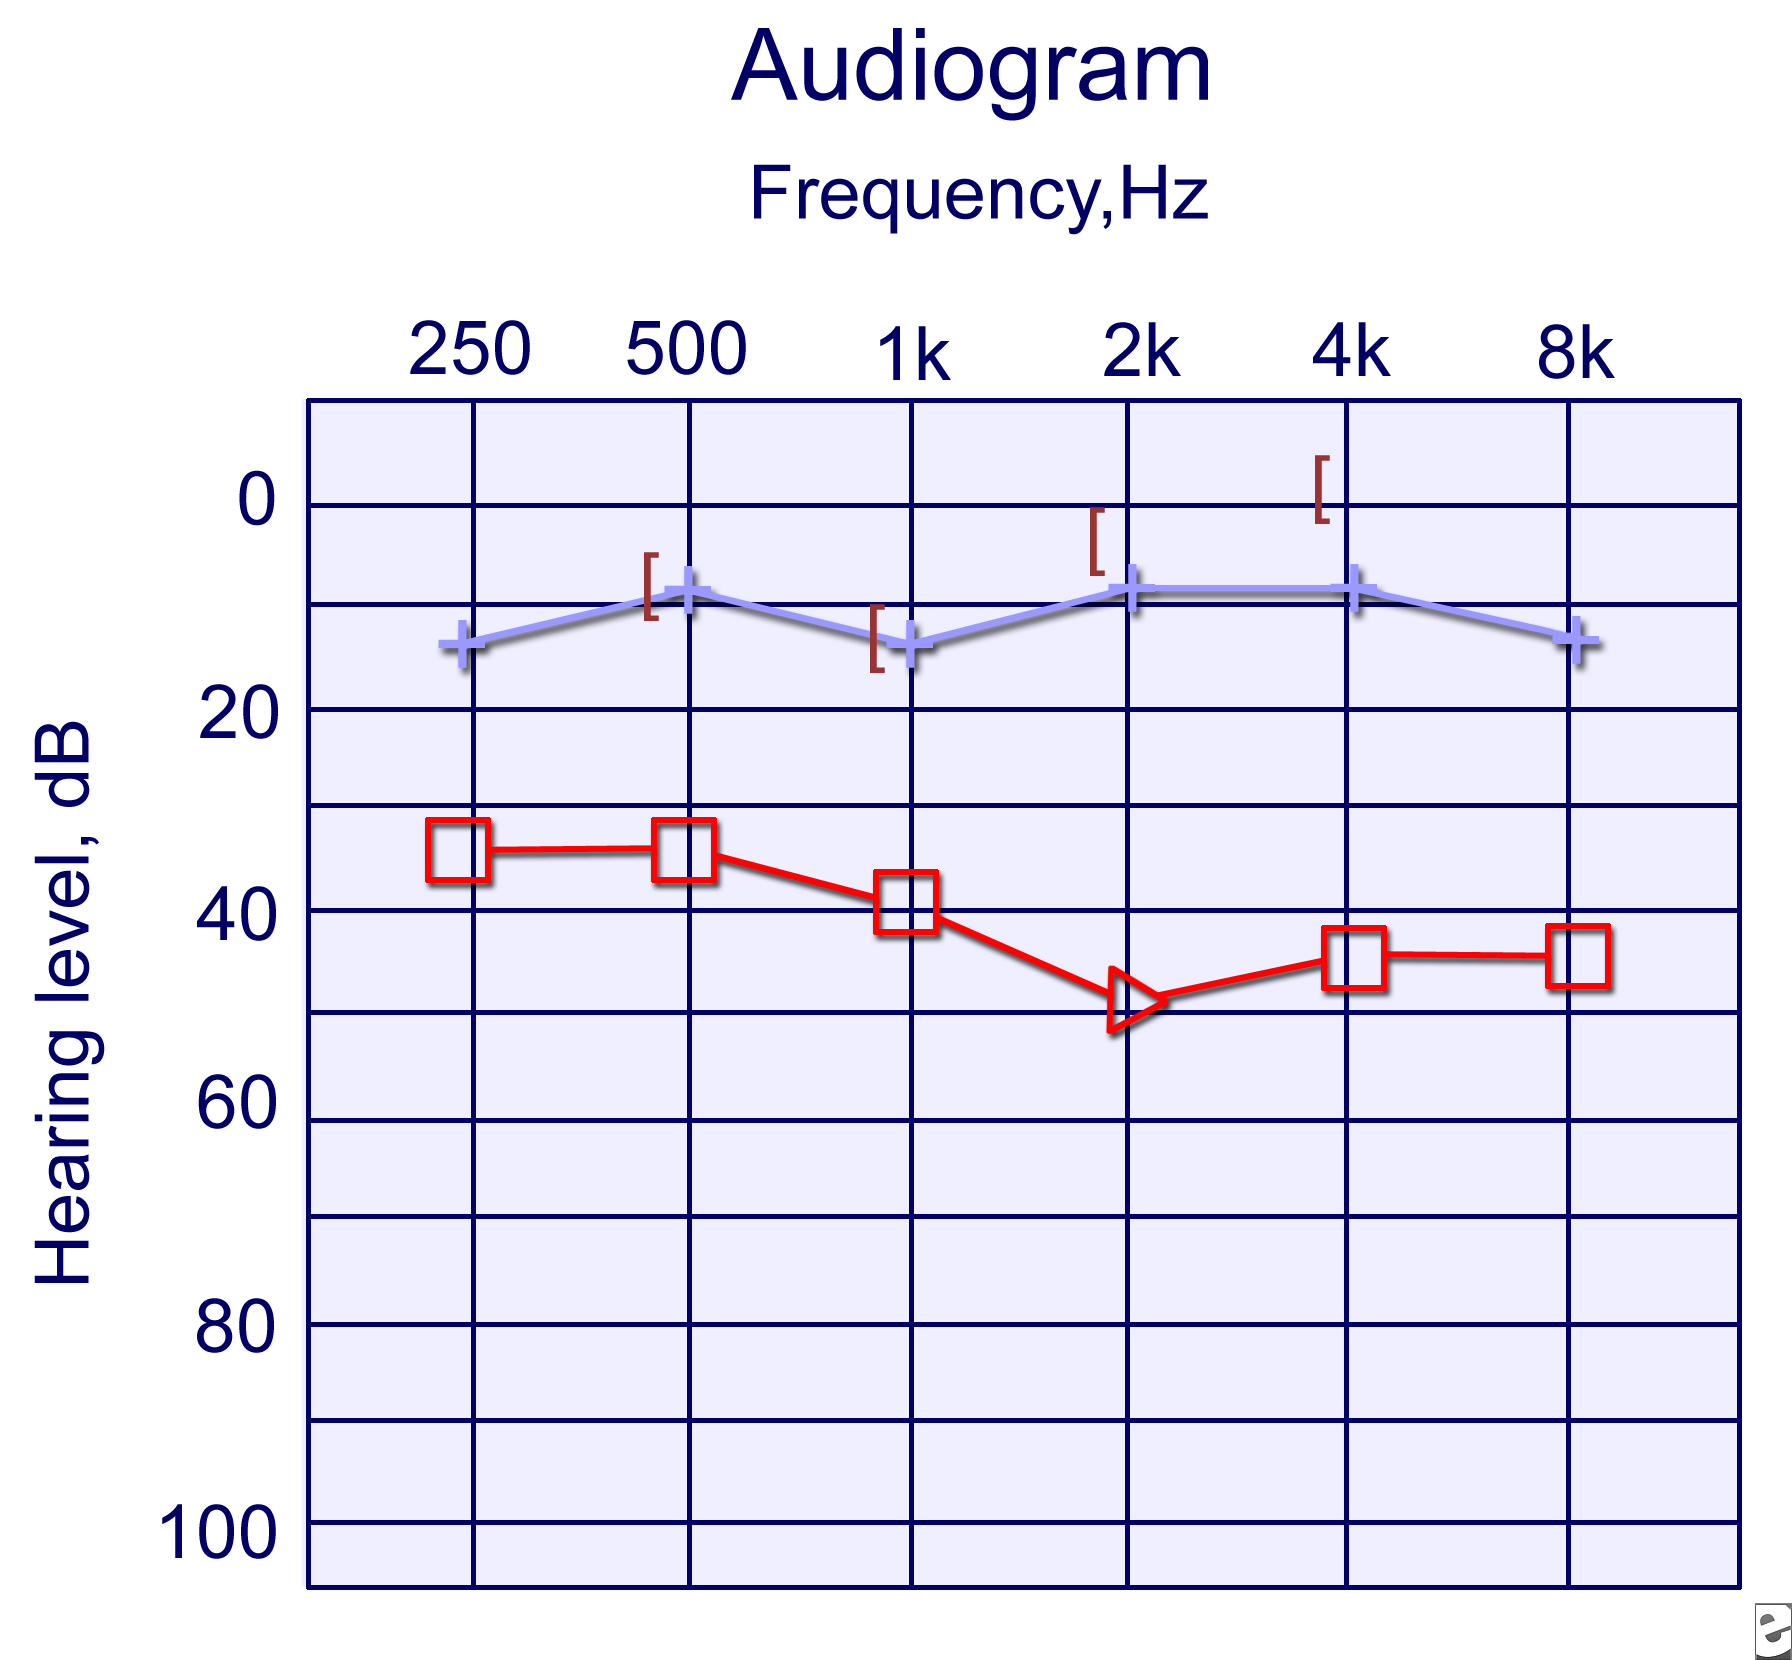 Audiogram
Frequency,Hz
250 500 1k 2k 4k 8k
0
20
40
60
80
100
Hearing level, dB
[
[
[
[
e